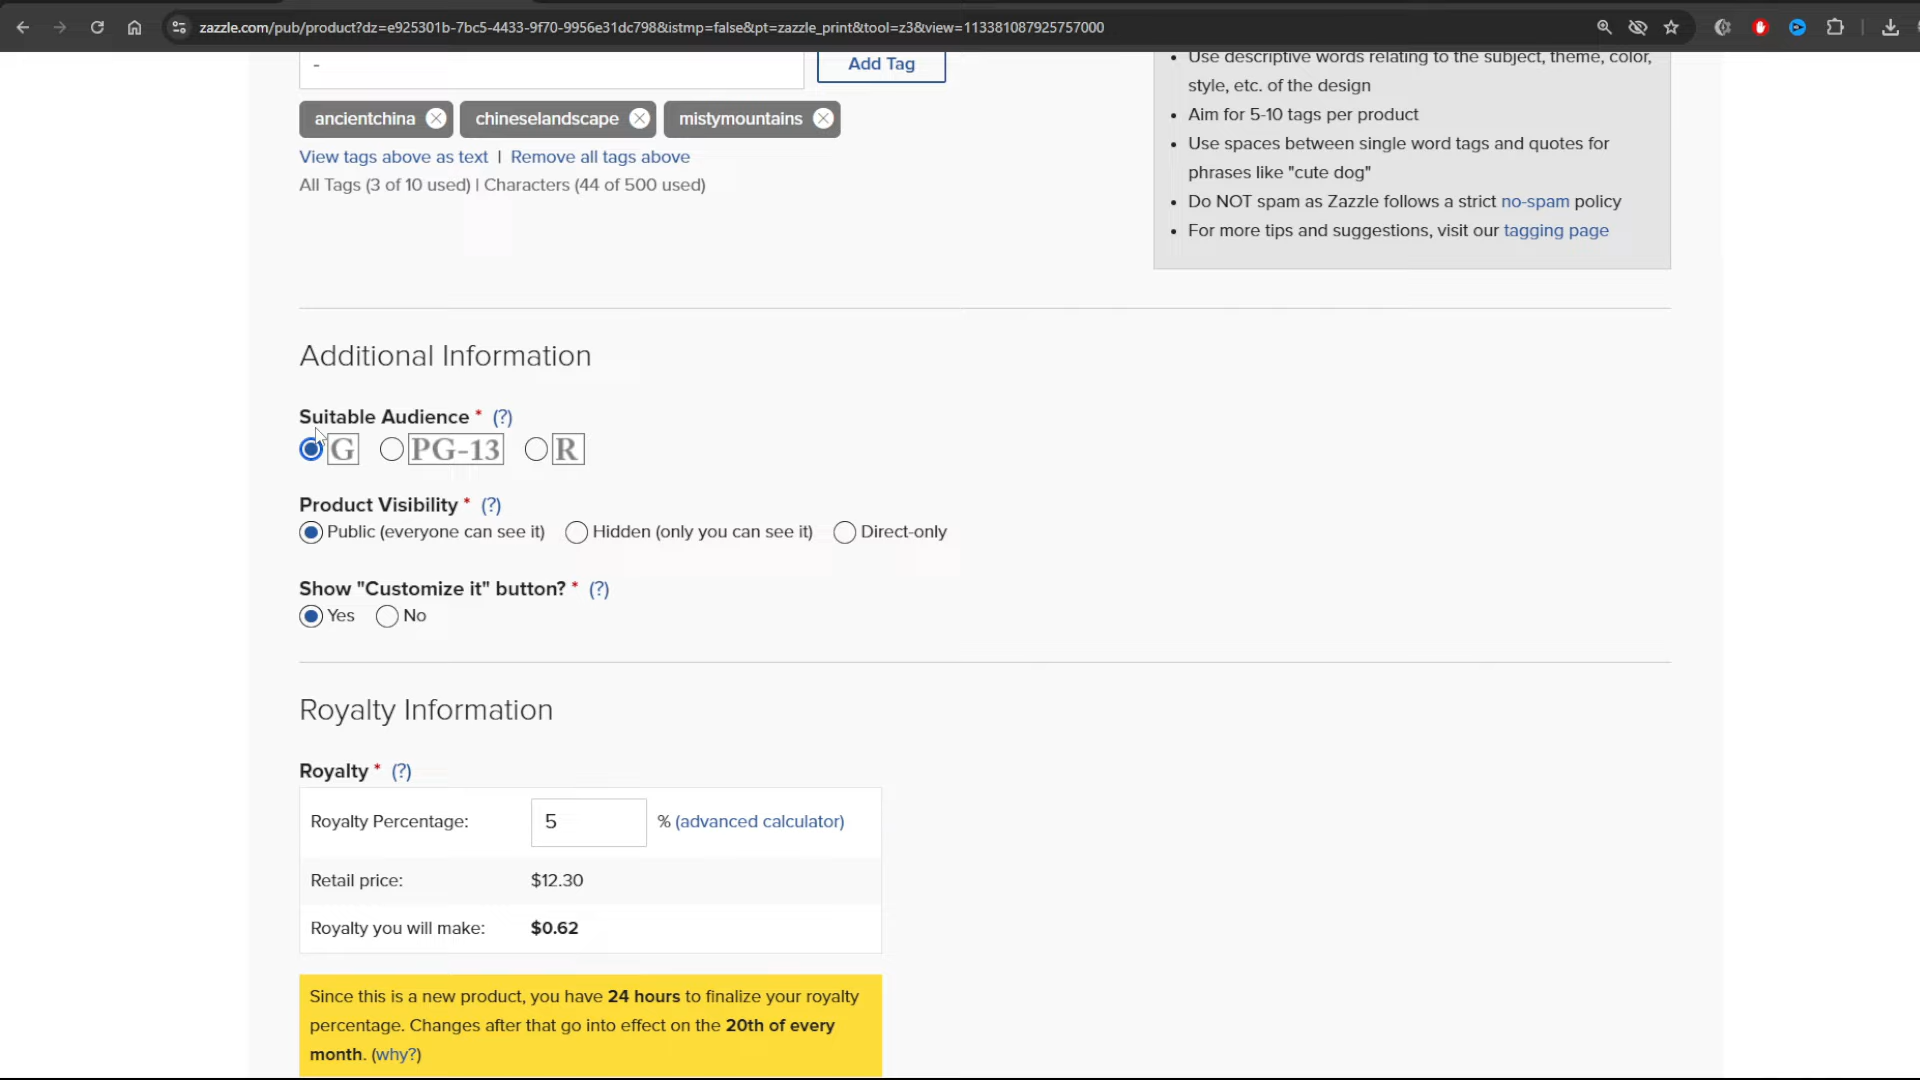 zazzle.com/pub/product?dz=e925301b-7bc5-4433-9f70-9956e31dc798&istmp=false&pt=zazzle_print&tool=z3&view=113381087925757000
-
Add Tag
Use descriptive words relating to the subject, theme, color,
style, etc. of the design
Aim for 5-10 tags per product
Use spaces between single word tags and quotes for
phrases like "cute dog"
Do NOT spam as Zazzle follows a strict no-spam policy
For more tips and suggestions, visit our tagging page
ancientchina chineselandscape mistymountains
View tags above as text | Remove all tags above
All Tags (3 of 10 used) | Characters (44 of 500 used)
Additional Information
Suitable Audience * (?)
G PG-13 R
Product Visibility * (?)
Public (everyone can see it) Hidden (only you can see it) Direct-only
Show "Customize it" button? * (?)
Yes No
Royalty Information
Royalty * (?)
Royalty Percentage: 5 % (advanced calculator)
Retail price: $12.30
Royalty you will make: $0.62
Since this is a new product, you have 24 hours to finalize your royalty
percentage. Changes after that go into effect on the 20th of every
month. (why?)